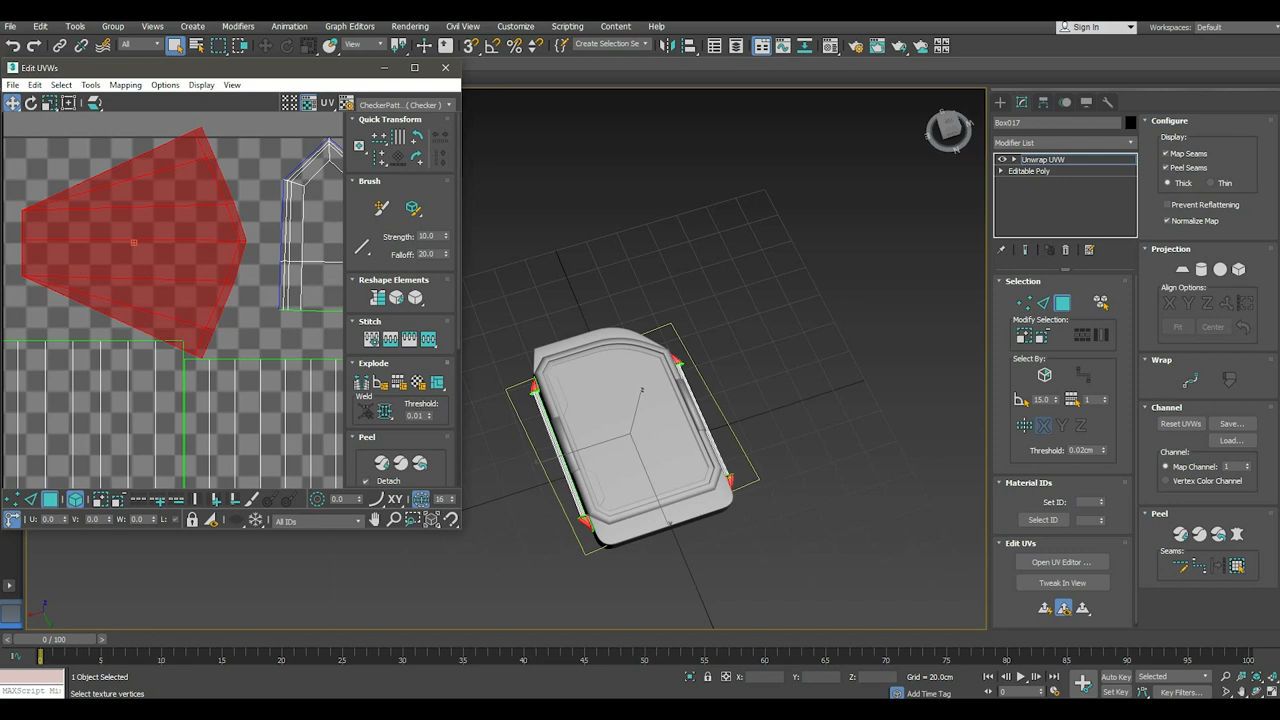 File Edit Tools Group Views Create Modifiers Animation Graph Editors Rendering Civil View Customize Scripting Content Help Sign In Workspaces: Default
All View Create Selection Se
3 Edit UVWs
File Edit Select Tools Mapping Options Display View
UV CheckerPatt...( Checker )
Quick Transform
Brush
Strength: 10.0
Falloff: 20.0
Reshape Elements
Stitch
Explode
Weld
Threshold:
0.01
Peel
Detach
0.0 XY 16
U: 0.0 V: 0.0 W: 0.0 L: All IDs
Box017
Modifier List
Unwrap UVW
Editable Poly
Selection
Modify Selection:
Select By:
15.0 1
X Y Z
Threshold: 0.02cm
Material IDs
Set ID:
Select ID
Edit UVs
Open UV Editor ...
Tweak In View
Configure
Display:
Map Seams
Peel Seams
Thick Thin
Prevent Reflattening
Normalize Map
Projection
Align Options:
X Y Z
Fit Center
Wrap
Channel
Reset UVWs Save...
Load...
Channel:
Map Channel: 1
Vertex Color Channel
Peel
Seams:
0 / 100
0 5 10 15 20 25 30 35 40 45 50 55 60 65 70 75 80 85 90 95 100
1 Object Selected
MAXScript Mi
Select texture vertices
X: Y: Z: Grid = 20.0cm
Add Time Tag
0
Auto Key Selected
Set Key Key Filters...